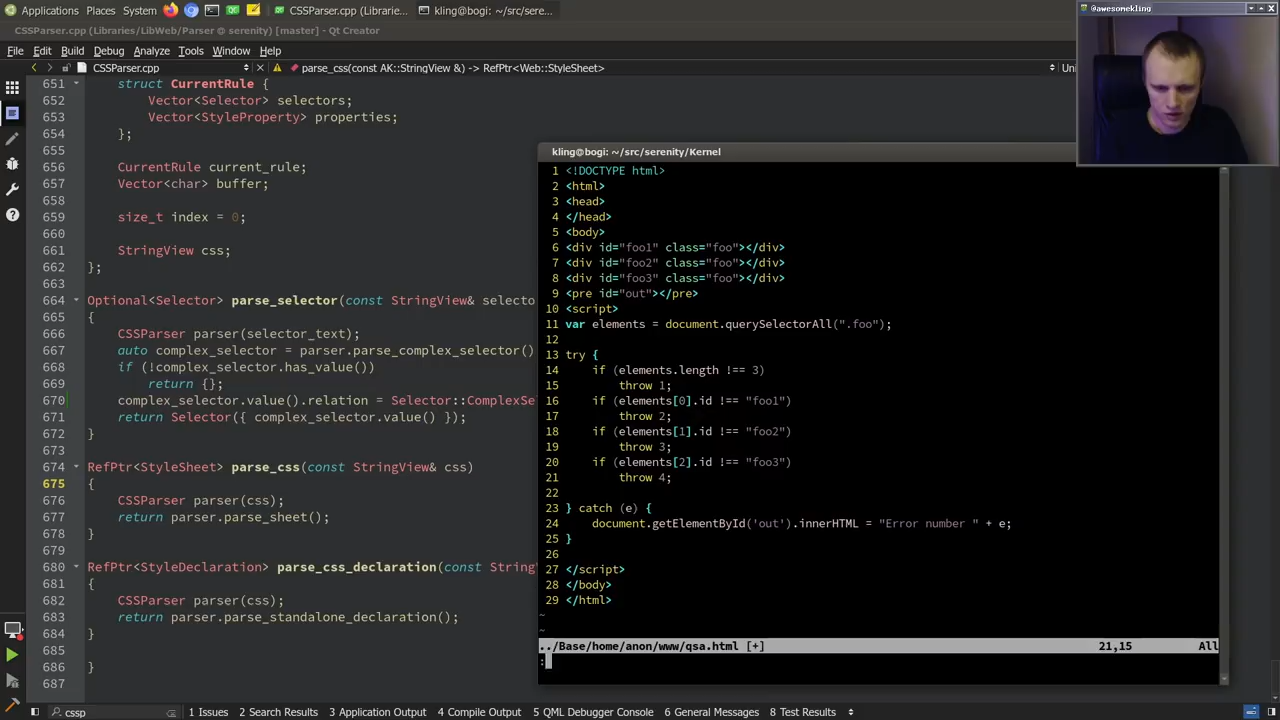 Applications Places System CSSParser.cpp (Librarie... kling@bogi: ~/src/sere...
@awesomekling
CSSParser.cpp (Libraries/LibWeb/Parser @ serenity) [master] - Qt Creator
File Edit Build Debug Analyze Tools Window Help
CSSParser.cpp parse_css(const AK::StringView &) -> RefPtr<Web::StyleSheet> Uni
651 struct CurrentRule {
652 Vector<Selector> selectors;
653 Vector<StyleProperty> properties;
654 };
655
656 CurrentRule current_rule;
657 Vector<char> buffer;
658
659 size_t index = 0;
660
661 StringView css;
662 };
663
664 Optional<Selector> parse_selector(const StringView& selecto
665 {
666 CSSParser parser(selector_text);
667 auto complex_selector = parser.parse_complex_selector()
668 if (!complex_selector.has_value())
669 return {};
670 complex_selector.value().relation = Selector::ComplexSel
671 return Selector({ complex_selector.value() });
672 }
673
674 RefPtr<StyleSheet> parse_css(const StringView& css)
675 {
676 CSSParser parser(css);
677 return parser.parse_sheet();
678 }
679
680 RefPtr<StyleDeclaration> parse_css_declaration(const String
681 {
682 CSSParser parser(css);
683 return parser.parse_standalone_declaration();
684 }
685
686 }
687
kling@bogi: ~/src/serenity/Kernel
1 <!DOCTYPE html>
2 <html>
3 <head>
4 </head>
5 <body>
6 <div id="foo1" class="foo"></div>
7 <div id="foo2" class="foo"></div>
8 <div id="foo3" class="foo"></div>
9 <pre id="out"></pre>
10 <script>
11 var elements = document.querySelectorAll(".foo");
12
13 try {
14 if (elements.length !== 3)
15 throw 1;
16 if (elements[0].id !== "foo1")
17 throw 2;
18 if (elements[1].id !== "foo2")
19 throw 3;
20 if (elements[2].id !== "foo3")
21 throw 4;
22
23 } catch (e) {
24 document.getElementById('out').innerHTML = "Error number " + e;
25 }
26
27 </script>
28 </body>
29 </html>
~
~
../Base/home/anon/www/qsa.html [+] 21,15 All
:
cssp 1 Issues 2 Search Results 3 Application Output 4 Compile Output 5 QML Debugger Console 6 General Messages 8 Test Results